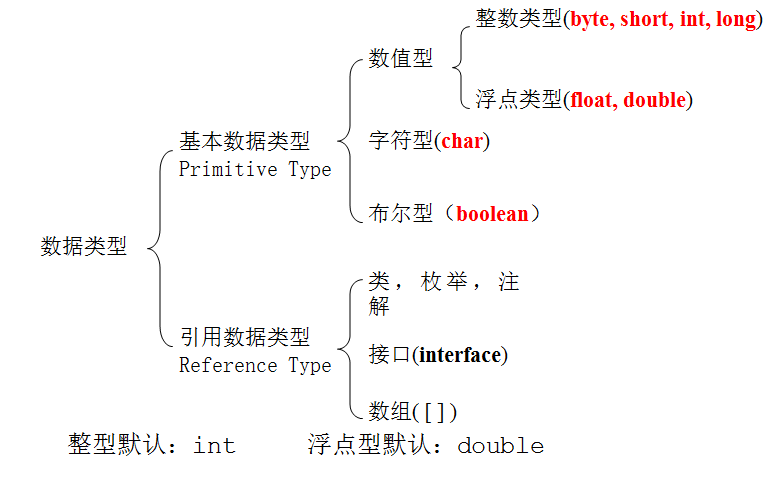 整数类型(byte, short, int, long)
数值型
浮点类型(float, double)
基本数据类型
Primitive Type
字符型(char)
布尔型（boolean）
数据类型
类，枚举，注
解
引用数据类型
Reference Type
接口(interface)
数组([])
整型默认：int 浮点型默认：double